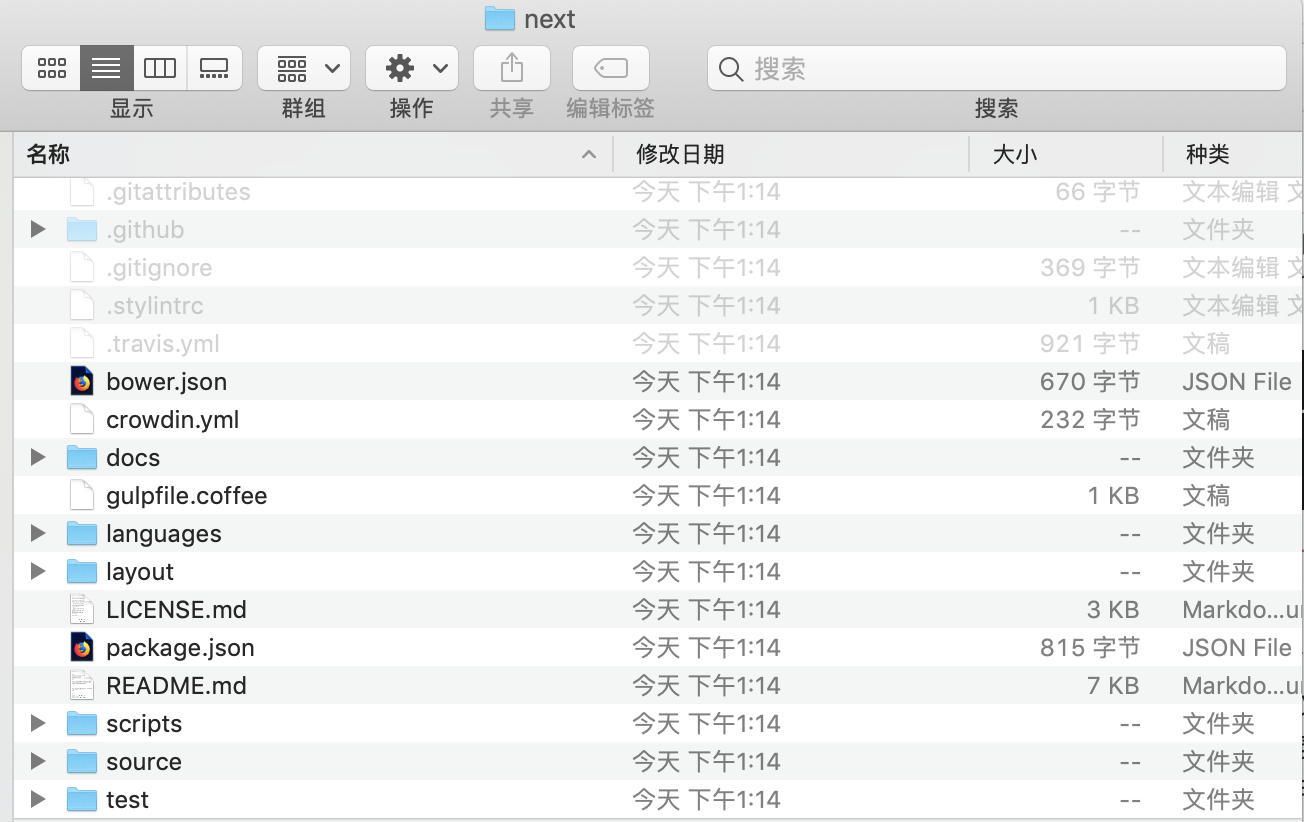 next
显示 群组 操作 共享 编辑标签 搜索 搜索
名称 修改日期 大小 种类
.gitattributes 今天 下午1:14 66 字节 文本编辑 文
.github 今天 下午1:14 -- 文件夹
.gitignore 今天 下午1:14 369 字节 文本编辑 文
.stylintrc 今天 下午1:14 1 KB 文本编辑 文
.travis.yml 今天 下午1:14 921 字节 文稿
bower.json 今天 下午1:14 670 字节 JSON File
crowdin.yml 今天 下午1:14 232 字节 文稿
docs 今天 下午1:14 -- 文件夹
gulpfile.coffee 今天 下午1:14 1 KB 文稿
languages 今天 下午1:14 -- 文件夹
layout 今天 下午1:14 -- 文件夹
LICENSE.md 今天 下午1:14 3 KB Markdo...u
package.json 今天 下午1:14 815 字节 JSON File
README.md 今天 下午1:14 7 KB Markdo...u
scripts 今天 下午1:14 -- 文件夹
source 今天 下午1:14 -- 文件夹
test 今天 下午1:14 -- 文件夹